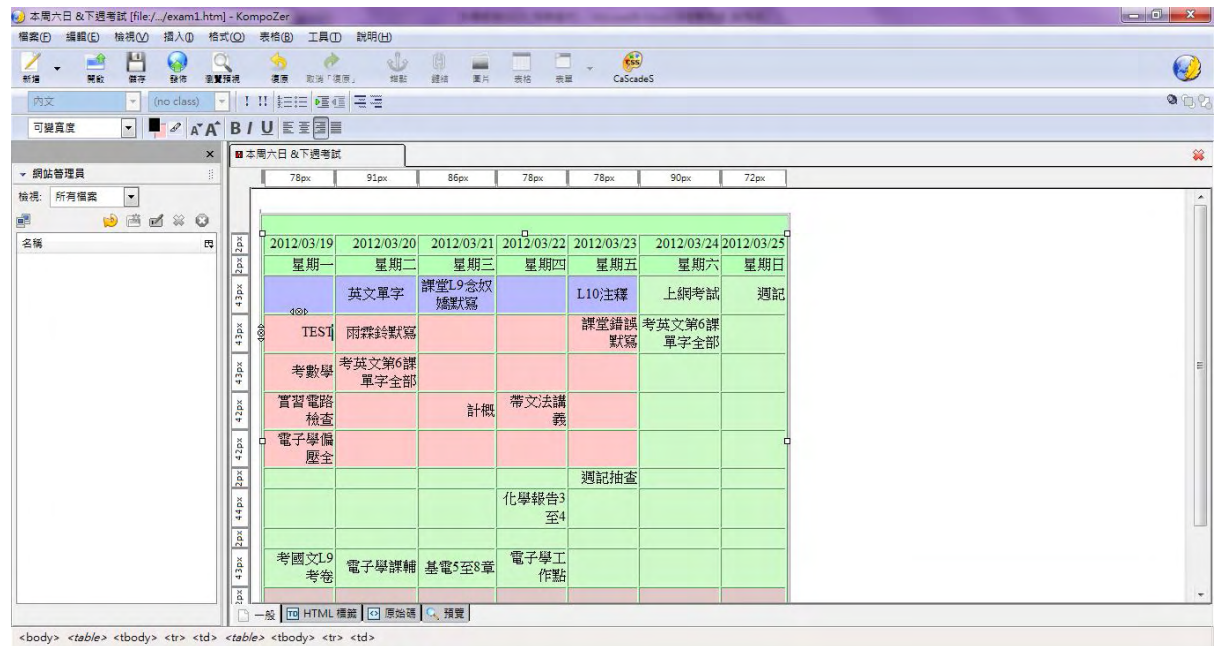 本周六日 &下週考試 [file:/.../exam1.htm] - KompoZer
檔案(F) 編輯(E) 檢視(V) 插入(I) 格式(O) 表格(B) 工具(T) 說明(H)
新增 開啟 儲存 發佈 瀏覽預視 復原 取消「復原」 錨點 鏈結 圖片 表格 表單 CaScadeS
內文 (no class)
可變寬度 B I U
本周六日 &下週考試
網站管理員
78px 91px 86px 78px 78px 90px 72px
檢視: 所有檔案
名稱
2012/03/19 2012/03/20 2012/03/21 2012/03/22 2012/03/23 2012/03/24 2012/03/25
星期一 星期二 星期三 星期四 星期五 星期六 星期日
英文單字 課堂L9念奴
嬌默寫 L10注釋 上網考試 週記
TEST 雨霖鈴默寫 課堂錯誤
默寫 考英文第6課
單字全部
考數學 考英文第6課
單字全部
實習電路
檢查 計概 帶文法講
義
電子學偏
壓全
週記抽查
化學報告3
至4
考國文L9
考卷 電子學課輔 基電5至8章 電子學工
作點
2px
2px
43px
43px
43px
42px
42px
2px
44px
2px
43px
2px
一般 HTML 標籤 原始碼 預覽
<body> <table> <tbody> <tr> <td> <table> <tbody> <tr> <td>